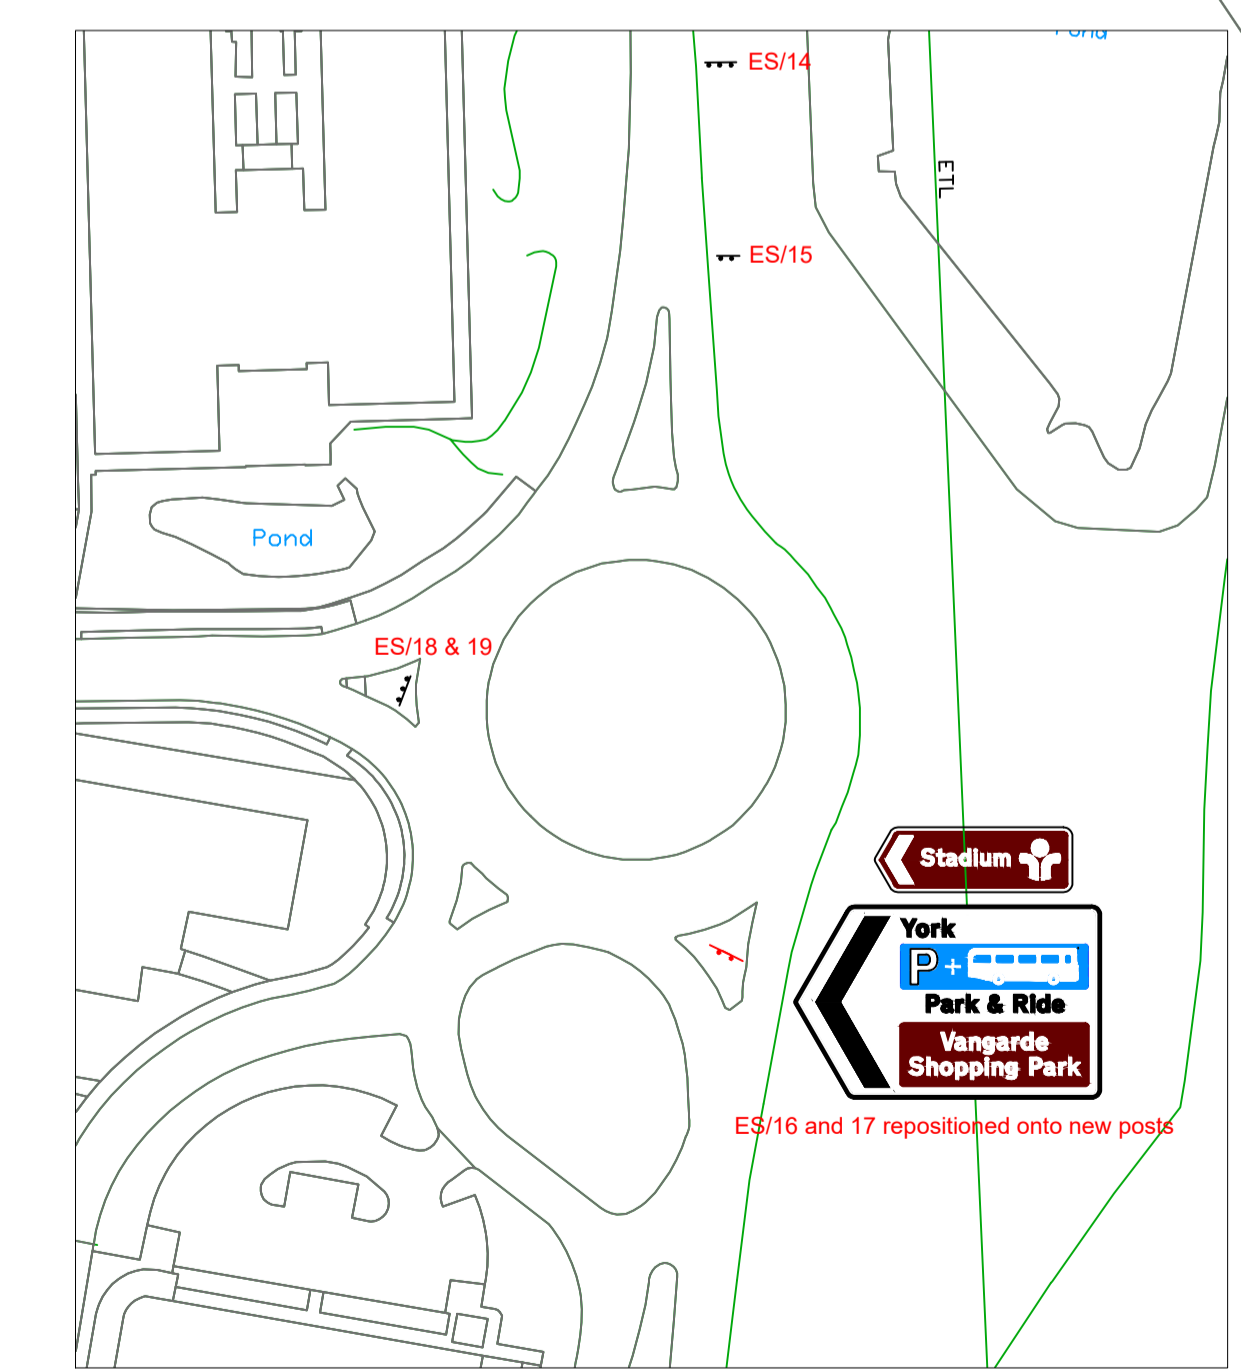 Pond
ES/14
ETL
ES/15
Pond
ES/18 & 19
Stadium
York
P+
Park & Ride
Vangarde
Shopping Park
ES/16 and 17 repositioned onto new posts